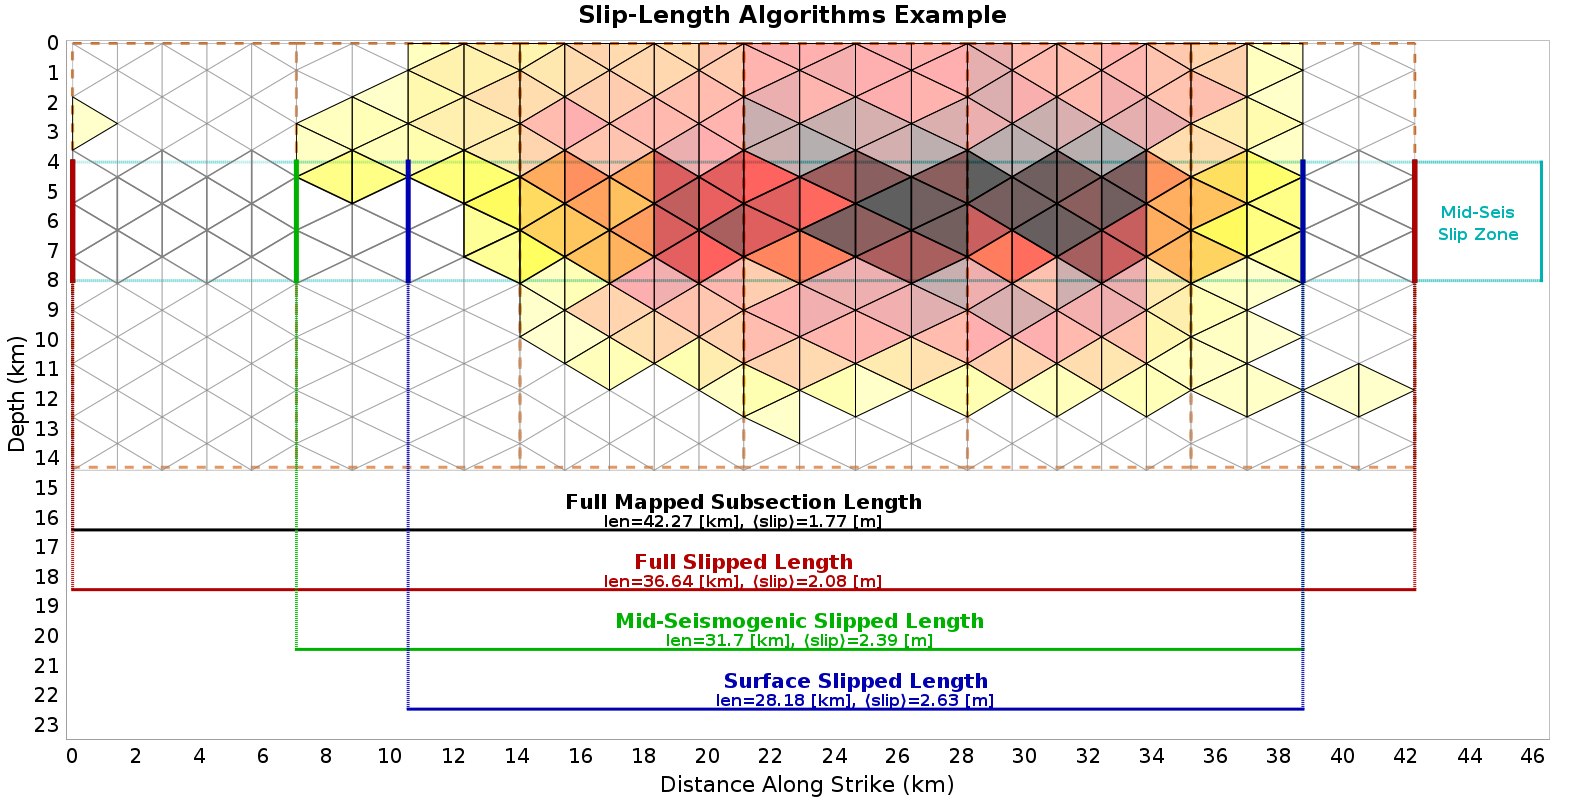 Slip-Length Algorithms Example
0
1
2
3
4
5
6
7
8
9
10
11
12
13
14
15
16
17
18
19
20
21
22
23
Depth (km)
Mid-Seis
Slip Zone
Full Mapped Subsection Length
len=42.27 [km], ⟨slip⟩=1.77 [m]
Full Slipped Length
len=36.64 [km], ⟨slip⟩=2.08 [m]
Mid-Seismogenic Slipped Length
len=31.7 [km], ⟨slip⟩=2.39 [m]
Surface Slipped Length
len=28.18 [km], ⟨slip⟩=2.63 [m]
0 2 4 6 8 10 12 14 16 18 20 22 24 26 28 30 32 34 36 38 40 42 44 46
Distance Along Strike (km)